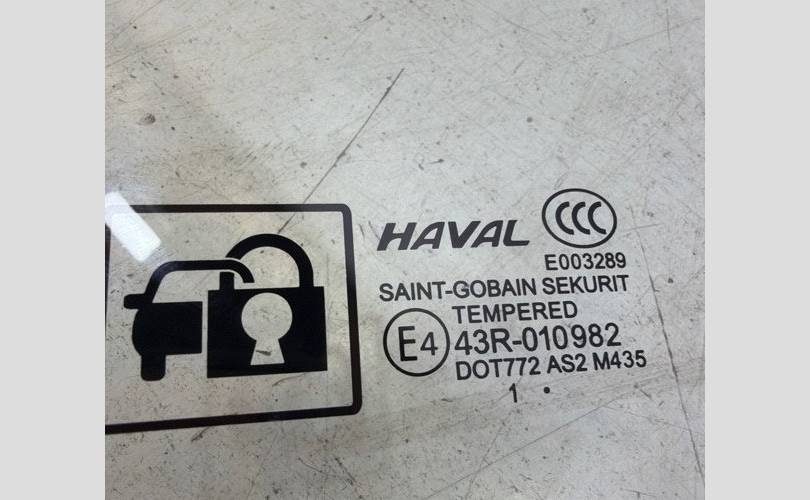 HAVAL CCC
E003289
SAINT-GOBAIN SEKURIT
TEMPERED
E4 43R-010982
DOT772 AS2 M435
1 •